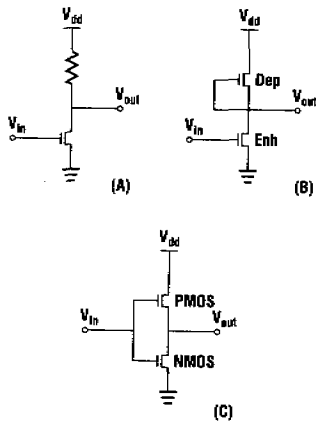 Vdd
Vout
Vin
(A)
Vdd
Dep
Vout
Vin
Enh
(B)
Vdd
PMOS
Vin
Vout
NMOS
(C)